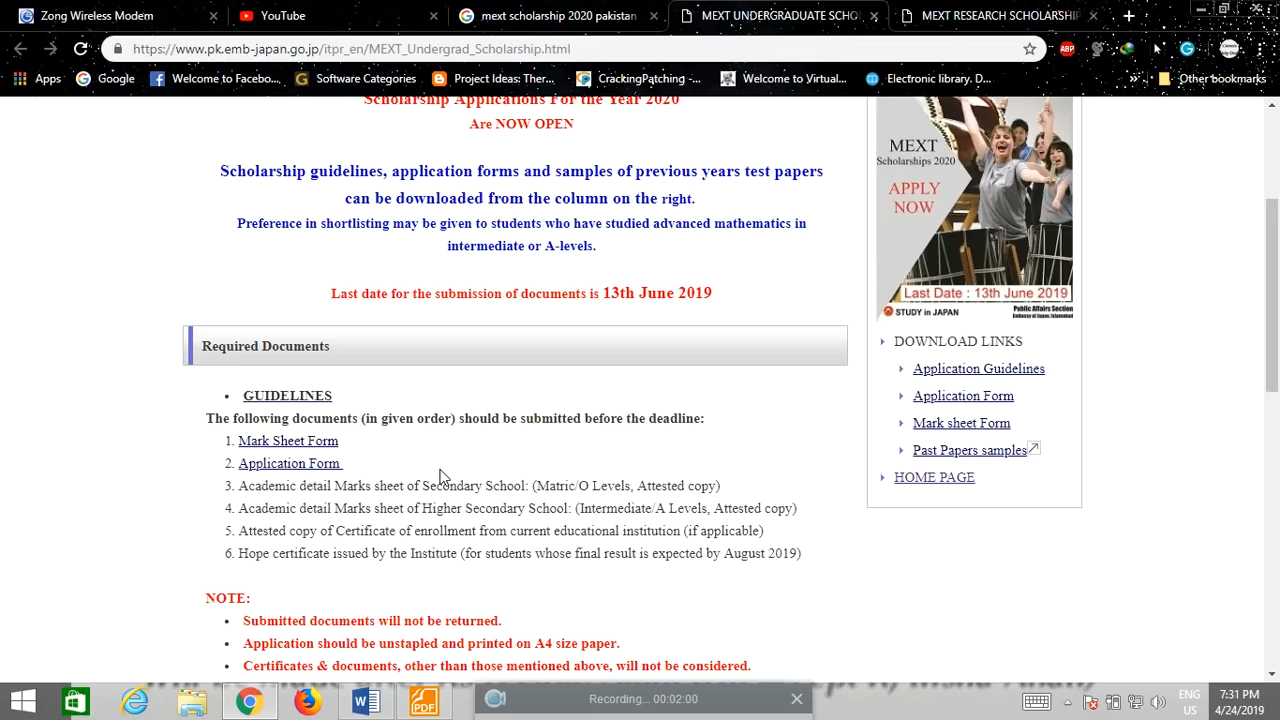 Zong Wireless Modem
YouTube
mext scholarship 2020 pakistan
MEXT UNDERGRADUATE SCHO
MEXT RESEARCH SCHOLARSHIP
https://www.pk.emb-japan.go.jp/itpr_en/MEXT_Undergrad_Scholarship.html
ABP
Apps
Google
Welcome to Facebo...
Software Categories
Project Ideas: Ther...
CrackingPatching -...
Welcome to Virtual...
Electronic library. D...
Other bookmarks
Scholarship Applications For the Year 2020
Are NOW OPEN
Scholarship guidelines, application forms and samples of previous years test papers
can be downloaded from the column on the right.
Preference in shortlisting may be given to students who have studied advanced mathematics in
intermediate or A-levels.
Last date for the submission of documents is 13th June 2019
Required Documents
• GUIDELINES
The following documents (in given order) should be submitted before the deadline:
1. Mark Sheet Form
2. Application Form
3. Academic detail Marks sheet of Secondary School: (Matric/O Levels, Attested copy)
4. Academic detail Marks sheet of Higher Secondary School: (Intermediate/A Levels, Attested copy)
5. Attested copy of Certificate of enrollment from current educational institution (if applicable)
6. Hope certificate issued by the Institute (for students whose final result is expected by August 2019)
NOTE:
• Submitted documents will not be returned.
• Application should be unstapled and printed on A4 size paper.
• Certificates & documents, other than those mentioned above, will not be considered.
MEXT
Scholarships 2020
APPLY
NOW
Last Date : 13th June 2019
STUDY in JAPAN
Public Affairs Section
Embassy of Japan, Islamabad
DOWNLOAD LINKS
Application Guidelines
Application Form
Mark sheet Form
Past Papers samples
HOME PAGE
PDF
Recording... 00:02:00
ENG
US
7:31 PM
4/24/2019